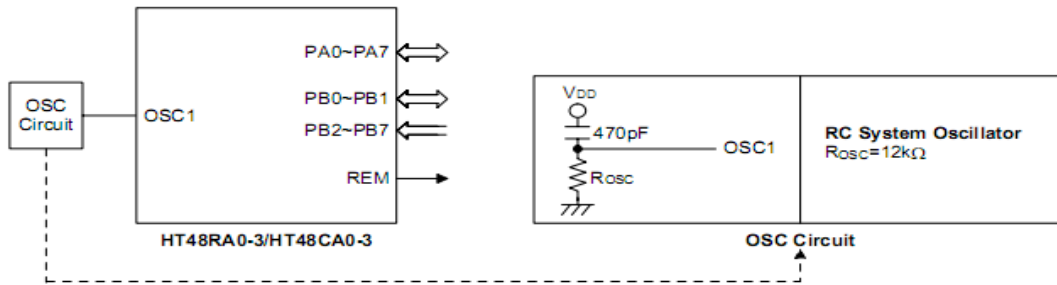 PA0~PA7
OSC
Circuit
OSC1
PB0~PB1
PB2~PB7
REM
HT48RA0-3/HT48CA0-3
VDD
470pF
OSC1
ROSC
RC System Oscillator
ROSC=12kΩ
OSC Circuit